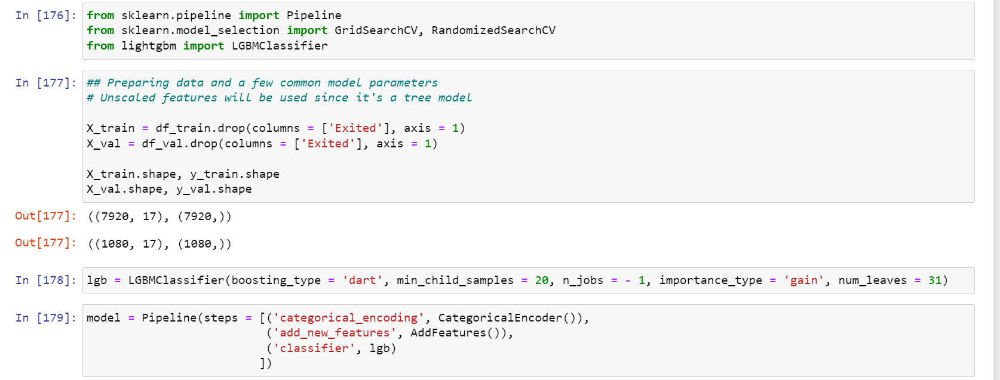 In [176]: from sklearn.pipeline import Pipeline
from sklearn.model_selection import GridSearchCV, RandomizedSearchCV
from lightgbm import LGBMClassifier
In [177]: ## Preparing data and a few common model parameters
# Unscaled features will be used since it's a tree model
X_train = df_train.drop(columns = ['Exited'], axis = 1)
X_val = df_val.drop(columns = ['Exited'], axis = 1)
X_train.shape, y_train.shape
X_val.shape, y_val.shape
Out[177]: ((7920, 17), (7920,))
Out[177]: ((1080, 17), (1080,))
In [178]: lgb = LGBMClassifier(boosting_type = 'dart', min_child_samples = 20, n_jobs = - 1, importance_type = 'gain', num_leaves = 31)
In [179]: model = Pipeline(steps = [('categorical_encoding', CategoricalEncoder()),
('add_new_features', AddFeatures()),
('classifier', lgb)
])